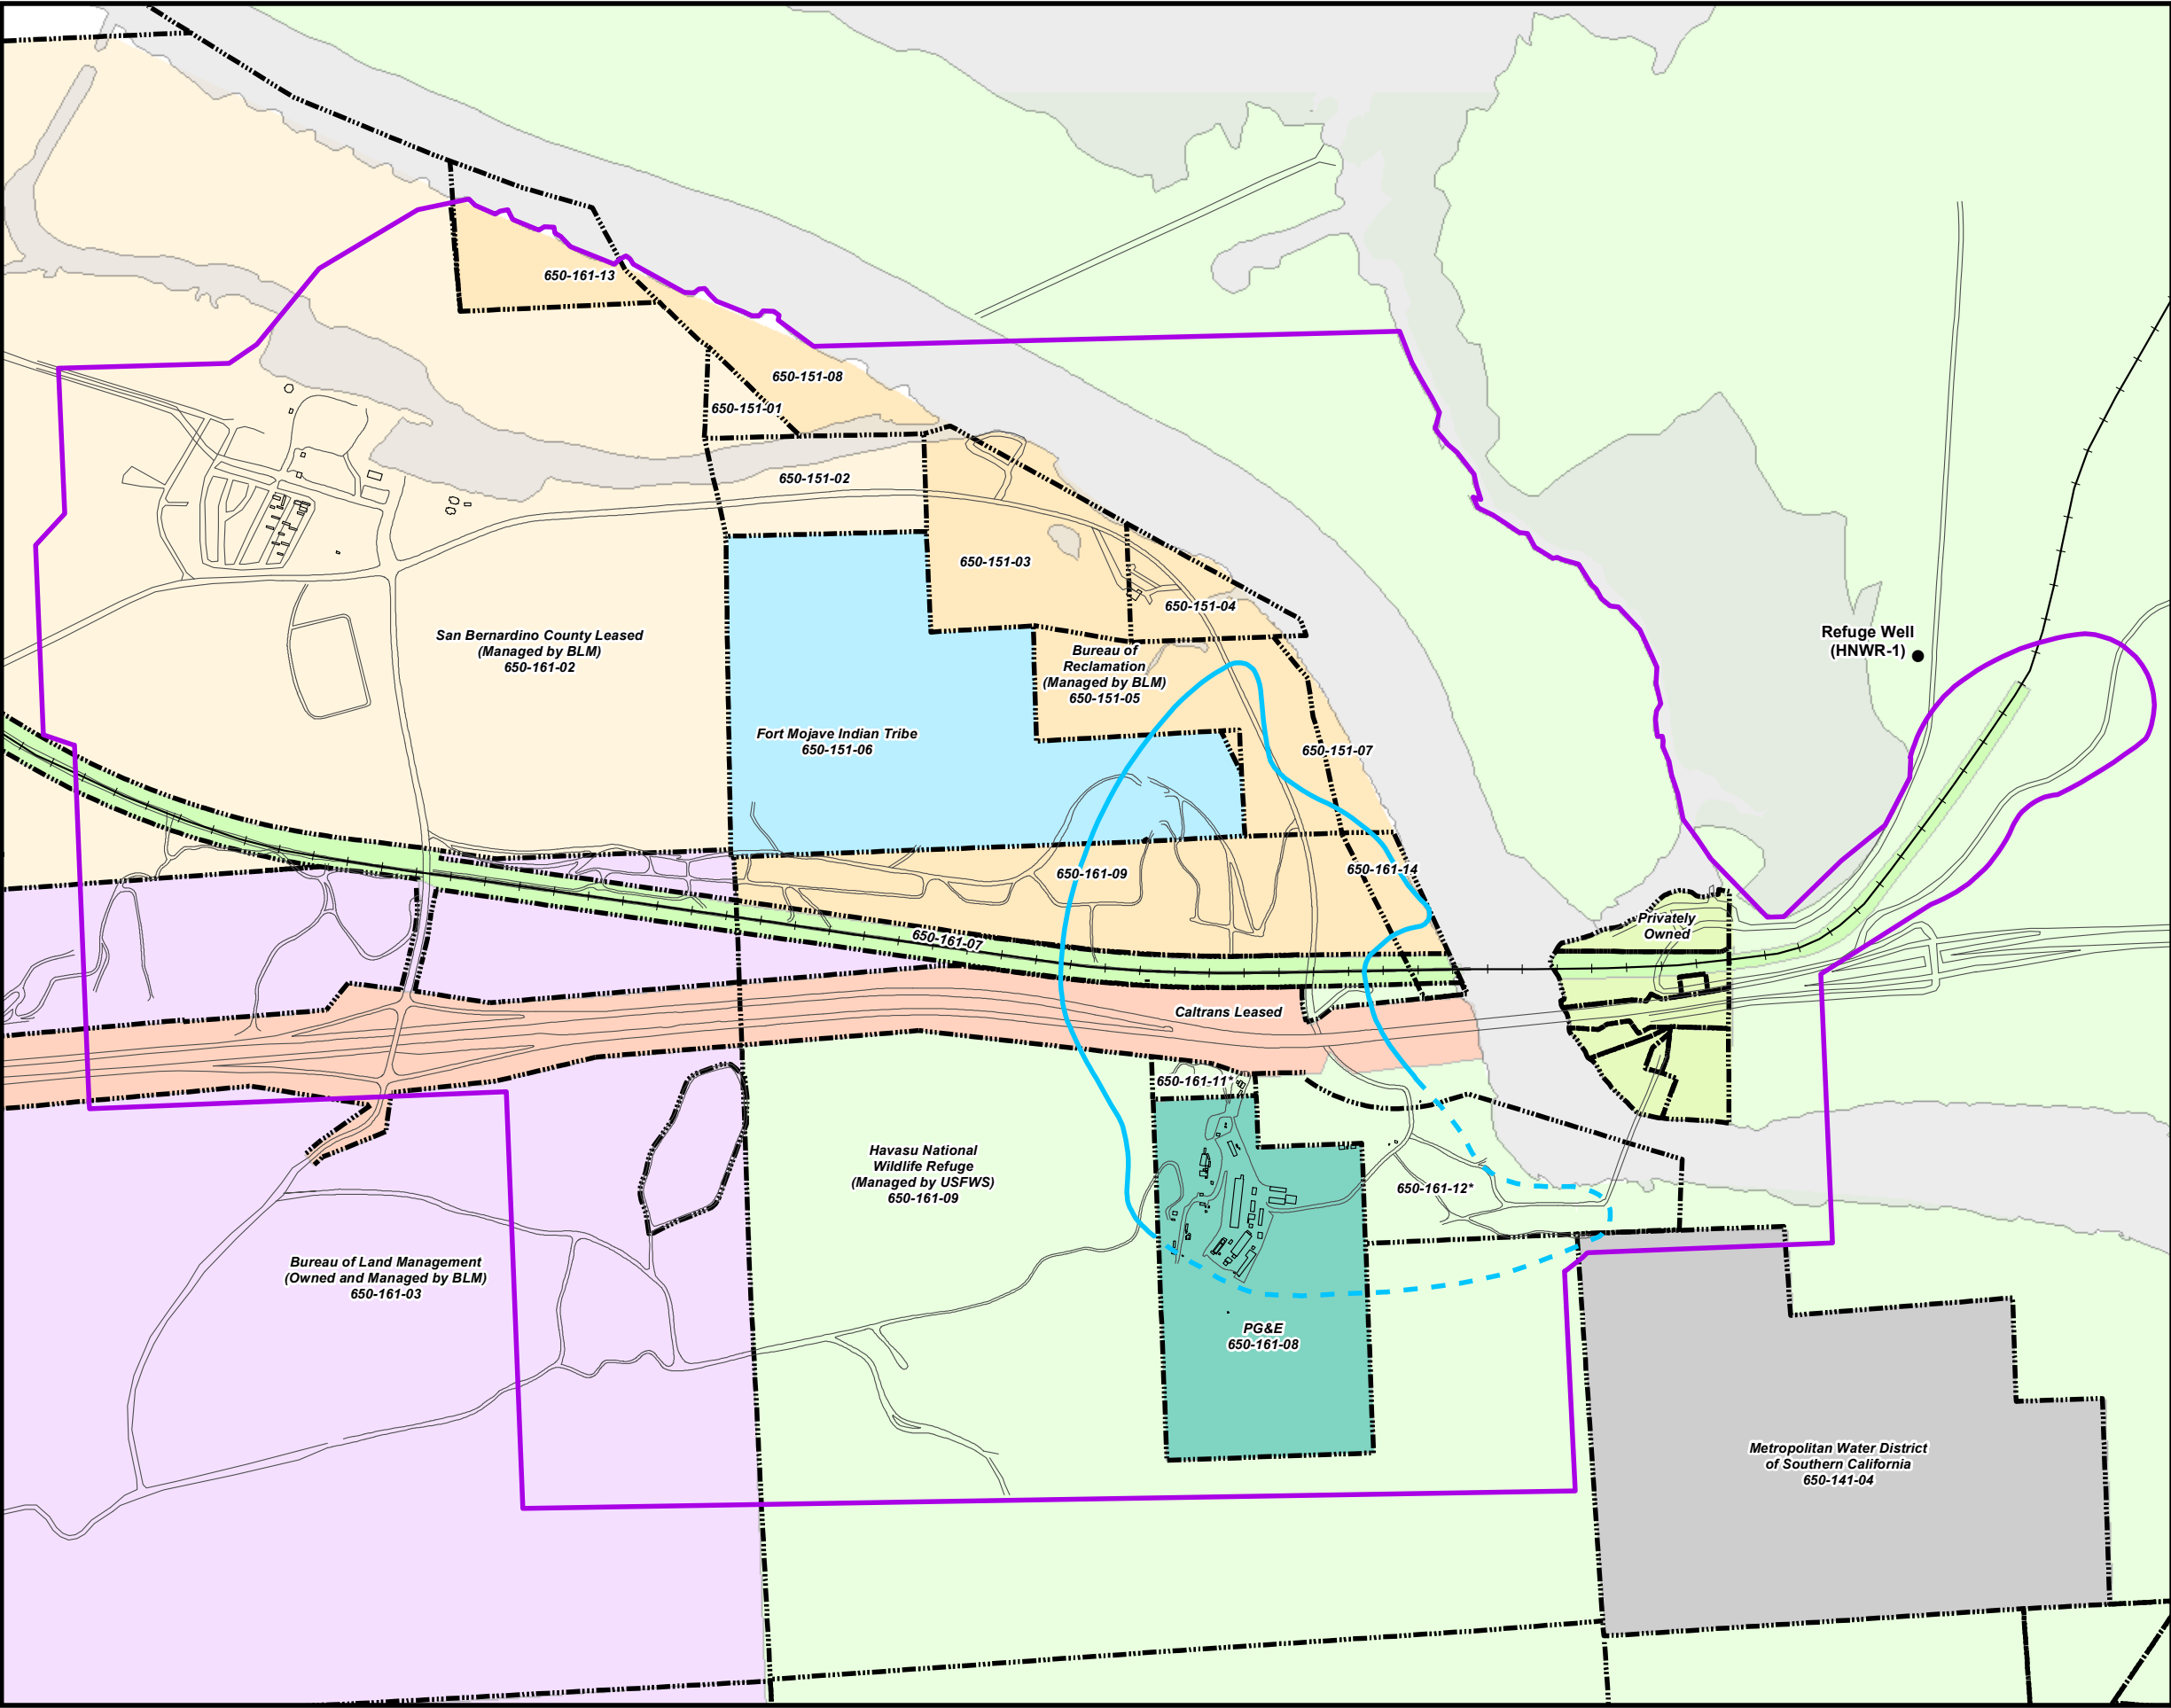 650-161-13
650-151-08
650-151-01
650-151-02
650-151-03
650-151-04
Refuge Well
(HNWR-1)
San Bernardino County Leased
(Managed by BLM)
650-161-02
Bureau of
Reclamation
(Managed by BLM)
650-151-05
Fort Mojave Indian Tribe
650-151-06
650-151-07
650-161-09
650-161-14
Privately
Owned
650-161-07
Caltrans Leased
650-161-11*
Havasu National
Wildlife Refuge
(Managed by USFWS)
650-161-09
650-161-12*
Bureau of Land Management
(Owned and Managed by BLM)
650-161-03
PG&E
650-161-08
Metropolitan Water District
of Southern California
650-141-04